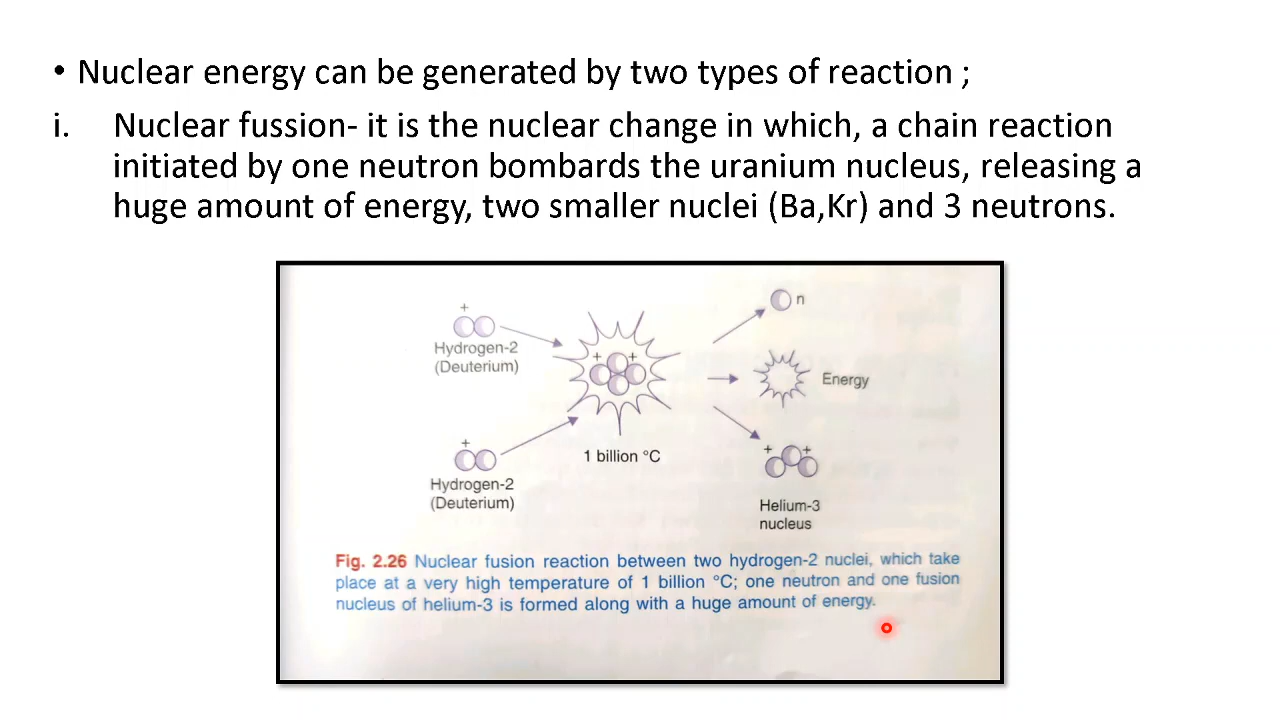 • Nuclear energy can be generated by two types of reaction ;
i. Nuclear fussion- it is the nuclear change in which, a chain reaction
initiated by one neutron bombards the uranium nucleus, releasing a
huge amount of energy, two smaller nuclei (Ba,Kr) and 3 neutrons.
+
Hydrogen-2
(Deuterium)
+ +
1 billion °C
+
Hydrogen-2
(Deuterium)
n
Energy
+ +
Helium-3
nucleus
Fig. 2.26 Nuclear fusion reaction between two hydrogen-2 nuclei, which take
place at a very high temperature of 1 billion °C; one neutron and one fusion
nucleus of helium-3 is formed along with a huge amount of energy.